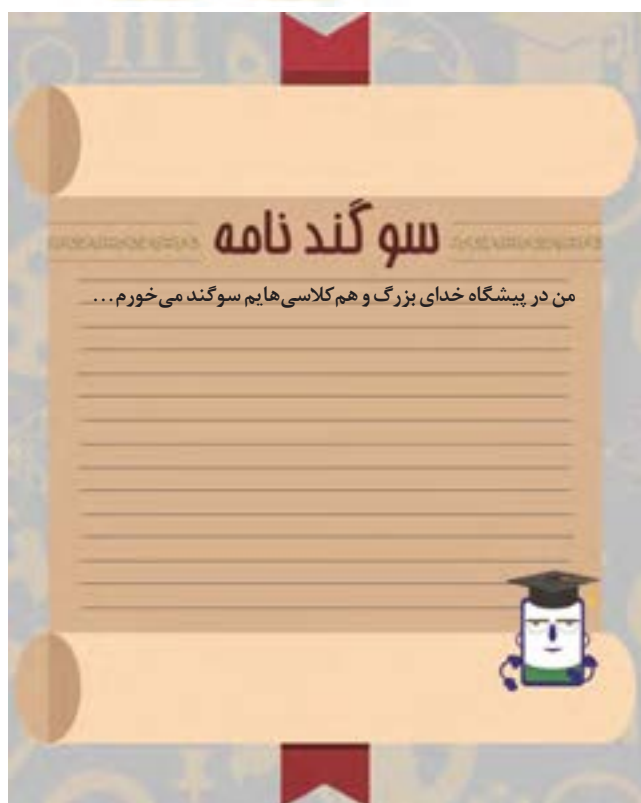 سوگند نامه
من در پیشگاه خدای بزرگ و هم‌کلاسی‌هایم سوگند می‌خورم...